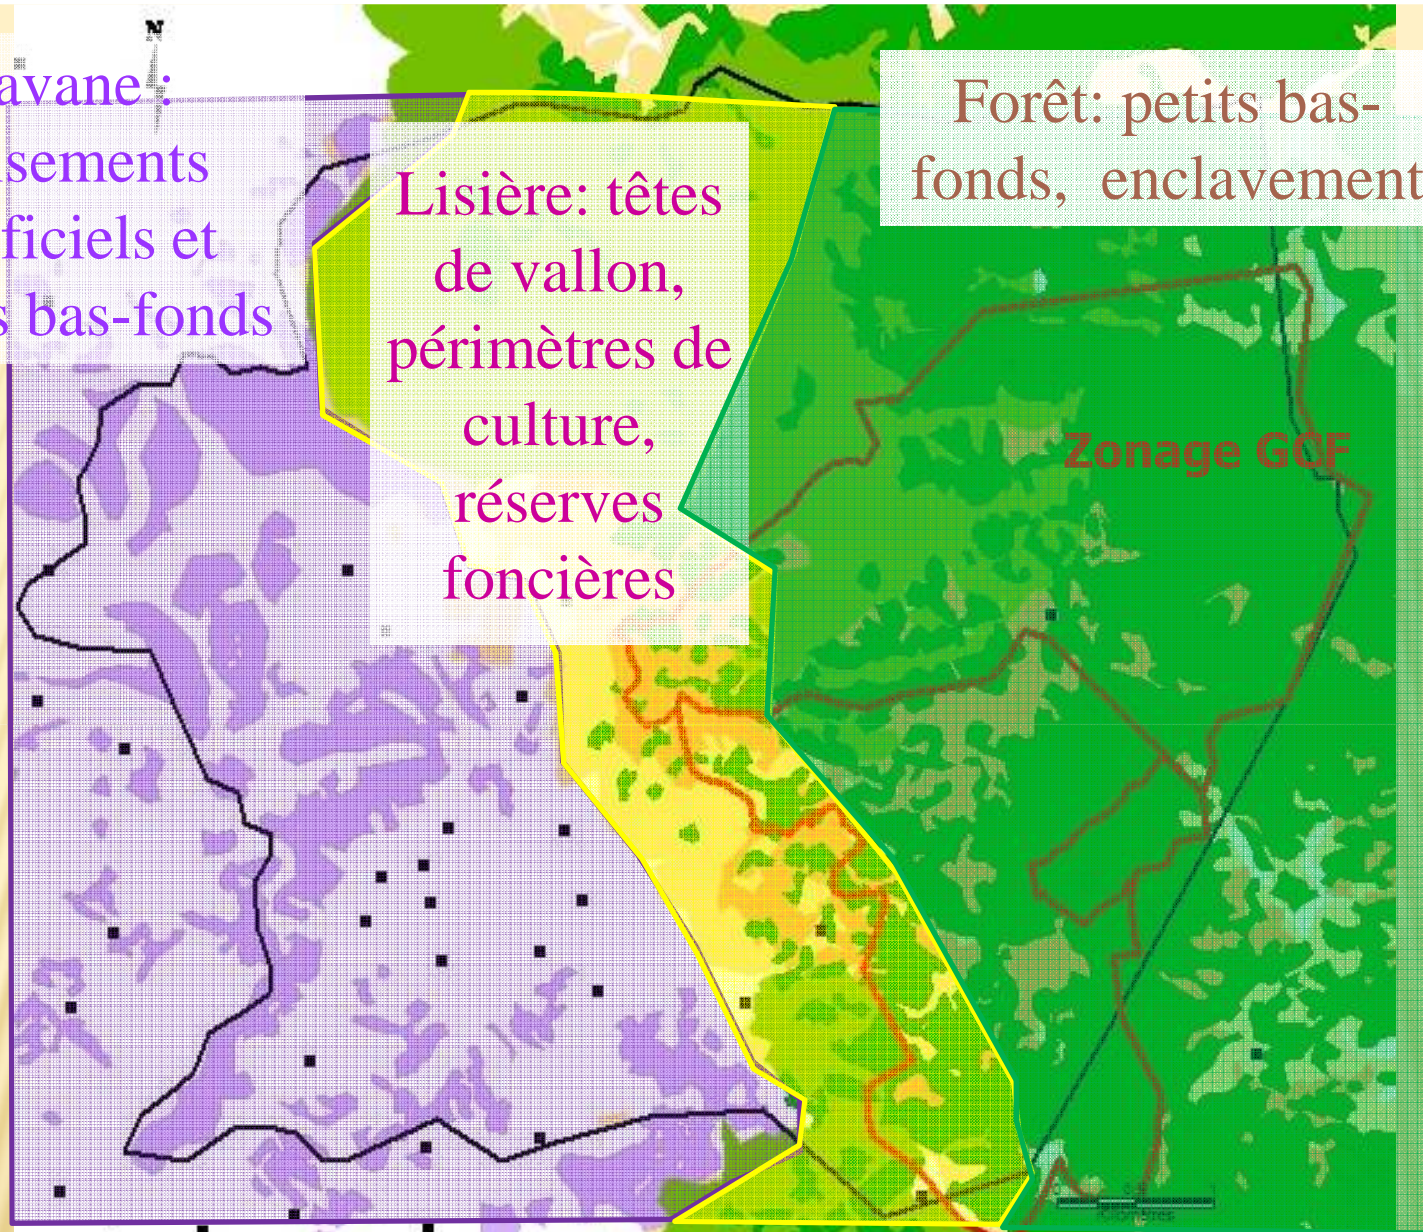 N
avane :
sements
ficiels et
s bas-fonds
Lisière: têtes
de vallon,
périmètres de
culture,
réserves
foncières
Forêt: petits bas-
fonds, enclavement
Zonage GCF